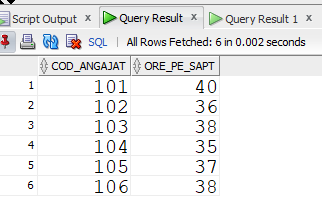 Script Output × Query Result × Query Result 1 ×
SQL | All Rows Fetched: 6 in 0.002 seconds
COD_ANGAJAT ORE_PE_SAPT
1 101 40
2 102 36
3 103 38
4 104 35
5 105 37
6 106 38